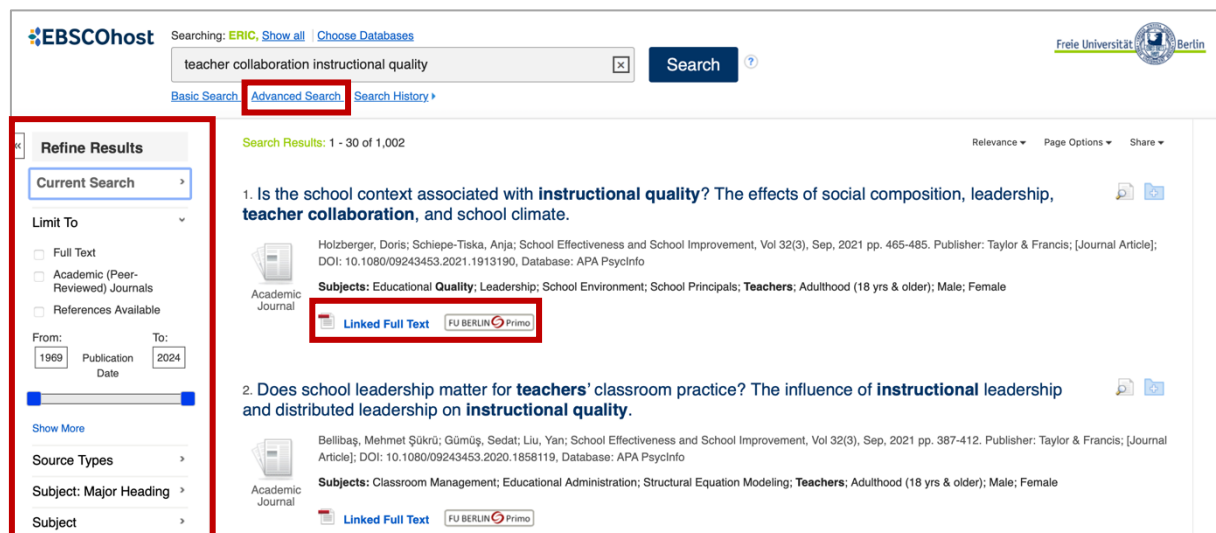 EBSCOhost
Searching: ERIC, Show all | Choose Databases
teacher collaboration instructional quality
Search
?
Basic Search Advanced Search Search History
Freie Universität Berlin
«
Refine Results
Current Search
Limit To
Full Text
Academic (Peer-
Reviewed) Journals
References Available
From: To:
1969 Publication 2024
Date
Show More
Source Types
Subject: Major Heading
Subject
Search Results: 1 - 30 of 1,002
Relevance Page Options Share
1. Is the school context associated with instructional quality? The effects of social composition, leadership,
teacher collaboration, and school climate.
Holzberger, Doris; Schiepe-Tiska, Anja; School Effectiveness and School Improvement, Vol 32(3), Sep, 2021 pp. 465-485. Publisher: Taylor & Francis; [Journal Article];
DOI: 10.1080/09243453.2021.1913190, Database: APA PsycInfo
Academic
Journal
Subjects: Educational Quality; Leadership; School Environment; School Principals; Teachers; Adulthood (18 yrs & older); Male; Female
Linked Full Text FU BERLIN Primo
2. Does school leadership matter for teachers' classroom practice? The influence of instructional leadership
and distributed leadership on instructional quality.
Bellibaş, Mehmet Şükrü; Gümüş, Sedat; Liu, Yan; School Effectiveness and School Improvement, Vol 32(3), Sep, 2021 pp. 387-412. Publisher: Taylor & Francis; [Journal
Article]; DOI: 10.1080/09243453.2020.1858119, Database: APA PsycInfo
Academic
Journal
Subjects: Classroom Management; Educational Administration; Structural Equation Modeling; Teachers; Adulthood (18 yrs & older); Male; Female
Linked Full Text FU BERLIN Primo